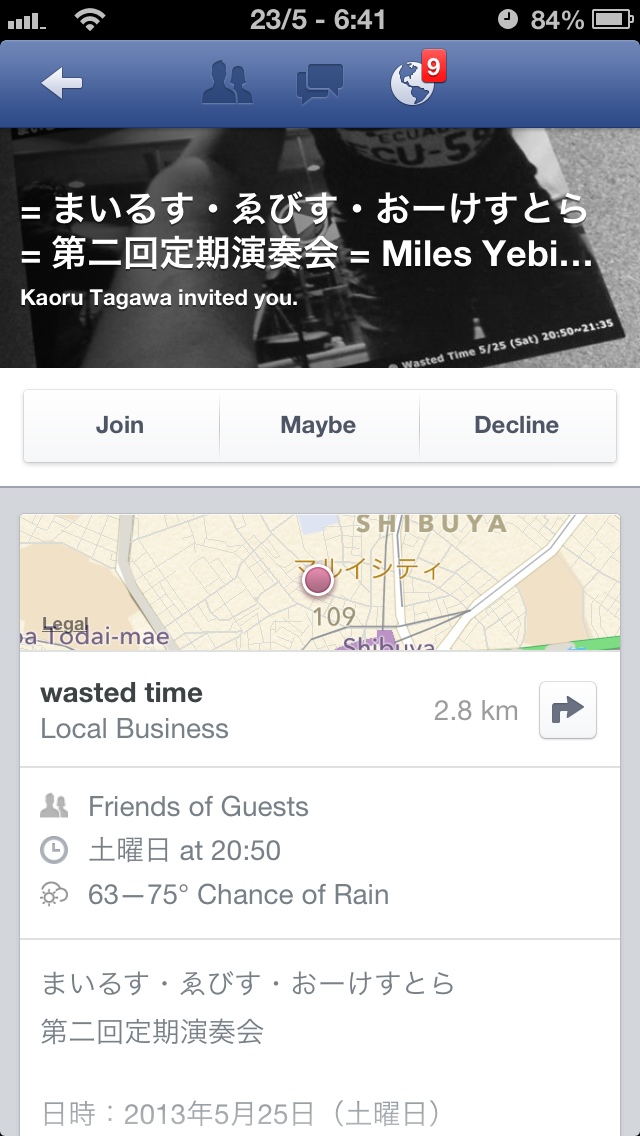 23/5 - 6:41
84%
9
ECUAD
CU-5
= まいるす・ゑびす・おーけすとら
= 第二回定期演奏会 = Miles Yebi...
Kaoru Tagawa invited you.
Wasted Time 5/25 (Sat) 20:50~21:35
Join
Maybe
Decline
SHIBUYA
マルイシティ
109
Legal
ba Todai-mae
Shibuya
wasted time
Local Business
2.8 km
Friends of Guests
土曜日 at 20:50
63—75° Chance of Rain
まいるす・ゑびす・おーけすとら
第二回定期演奏会
日時：2013年5月25日（土曜日）